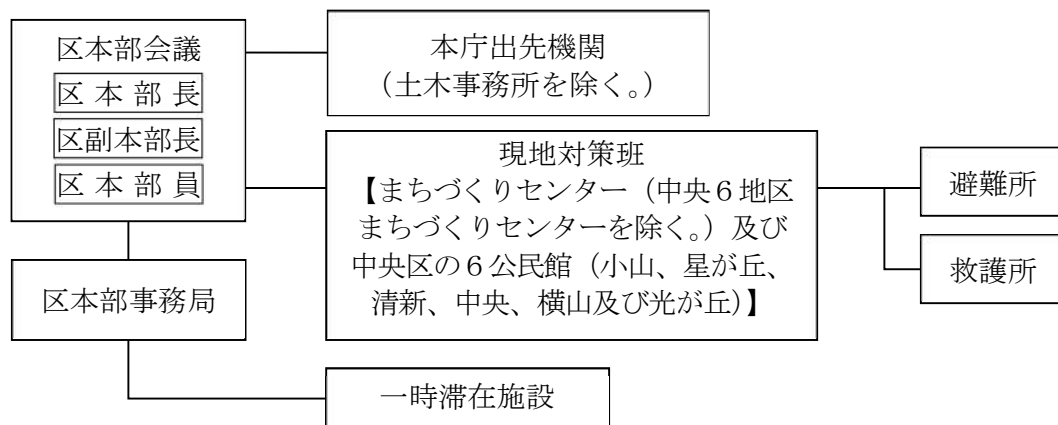 区本部会議
区本部長
区副本部長
区本部員
本庁出先機関
（土木事務所を除く。）
現地対策班
【まちづくりセンター（中央６地区
まちづくりセンターを除く。）及び
中央区の６公民館（小山、星が丘、
清新、中央、横山及び光が丘）】
避難所
救護所
区本部事務局
一時滞在施設